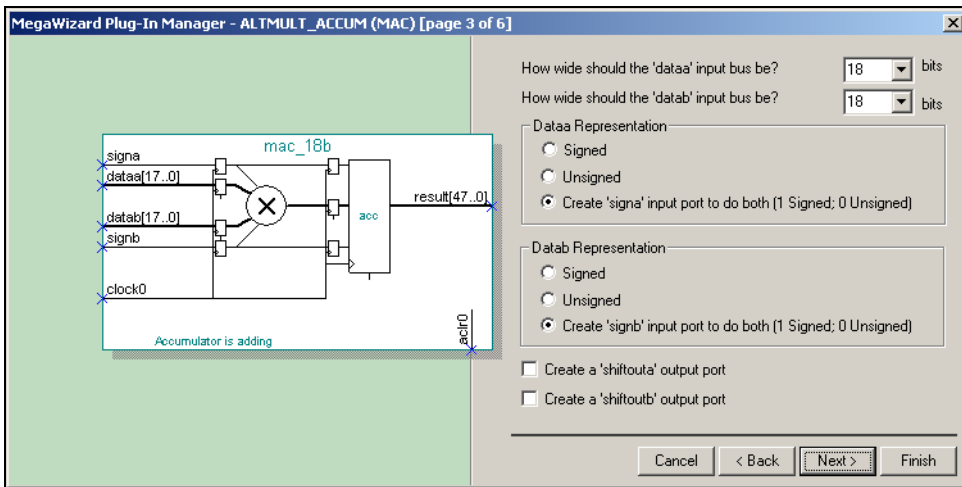 MegaWizard Plug-In Manager - ALTMULT_ACCUM (MAC) [page 3 of 6]
mac_18b
signa
dataa[17..0]
datab[17..0]
signb
clock0
acc
result[47..0]
aclr0
Accumulator is adding
How wide should the 'dataa' input bus be? 18 bits
How wide should the 'datab' input bus be? 18 bits
Dataa Representation
Signed
Unsigned
Create 'signa' input port to do both (1 Signed; 0 Unsigned)
Datab Representation
Signed
Unsigned
Create 'signb' input port to do both (1 Signed; 0 Unsigned)
Create a 'shiftouta' output port
Create a 'shiftoutb' output port
Cancel < Back Next > Finish